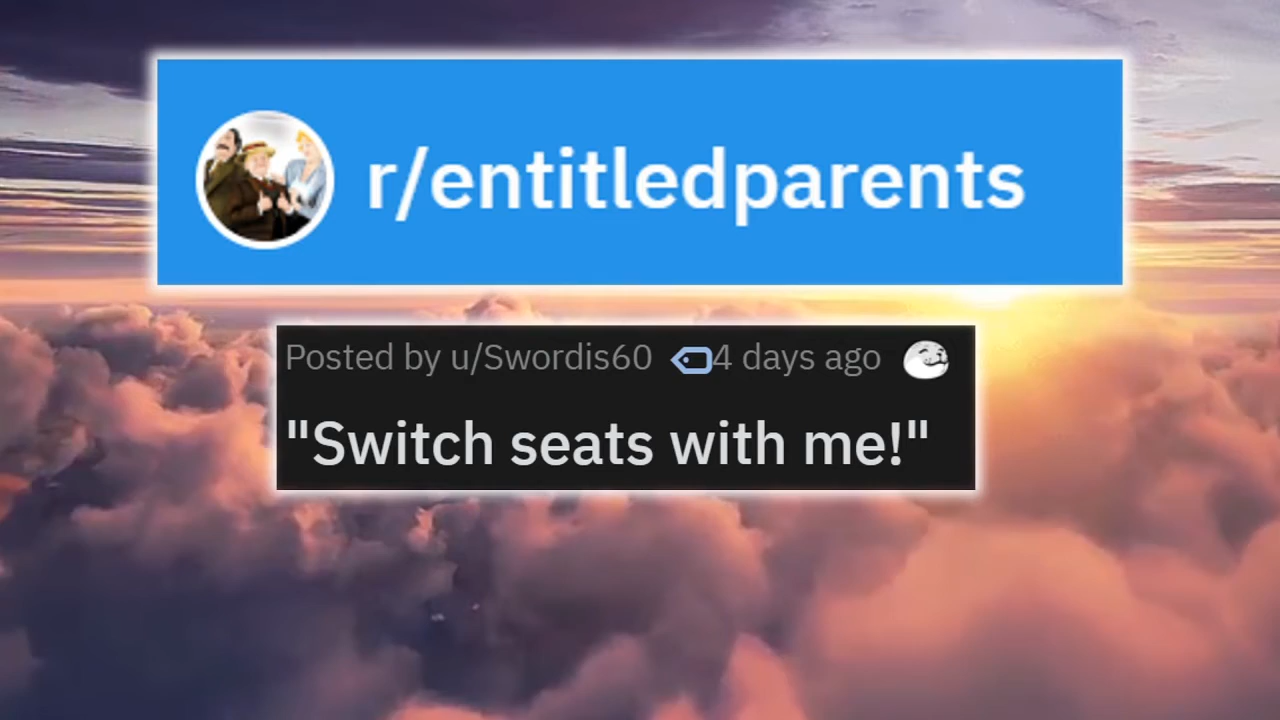 r/entitledparents
Posted by u/Swordis60 4 days ago
"Switch seats with me!"